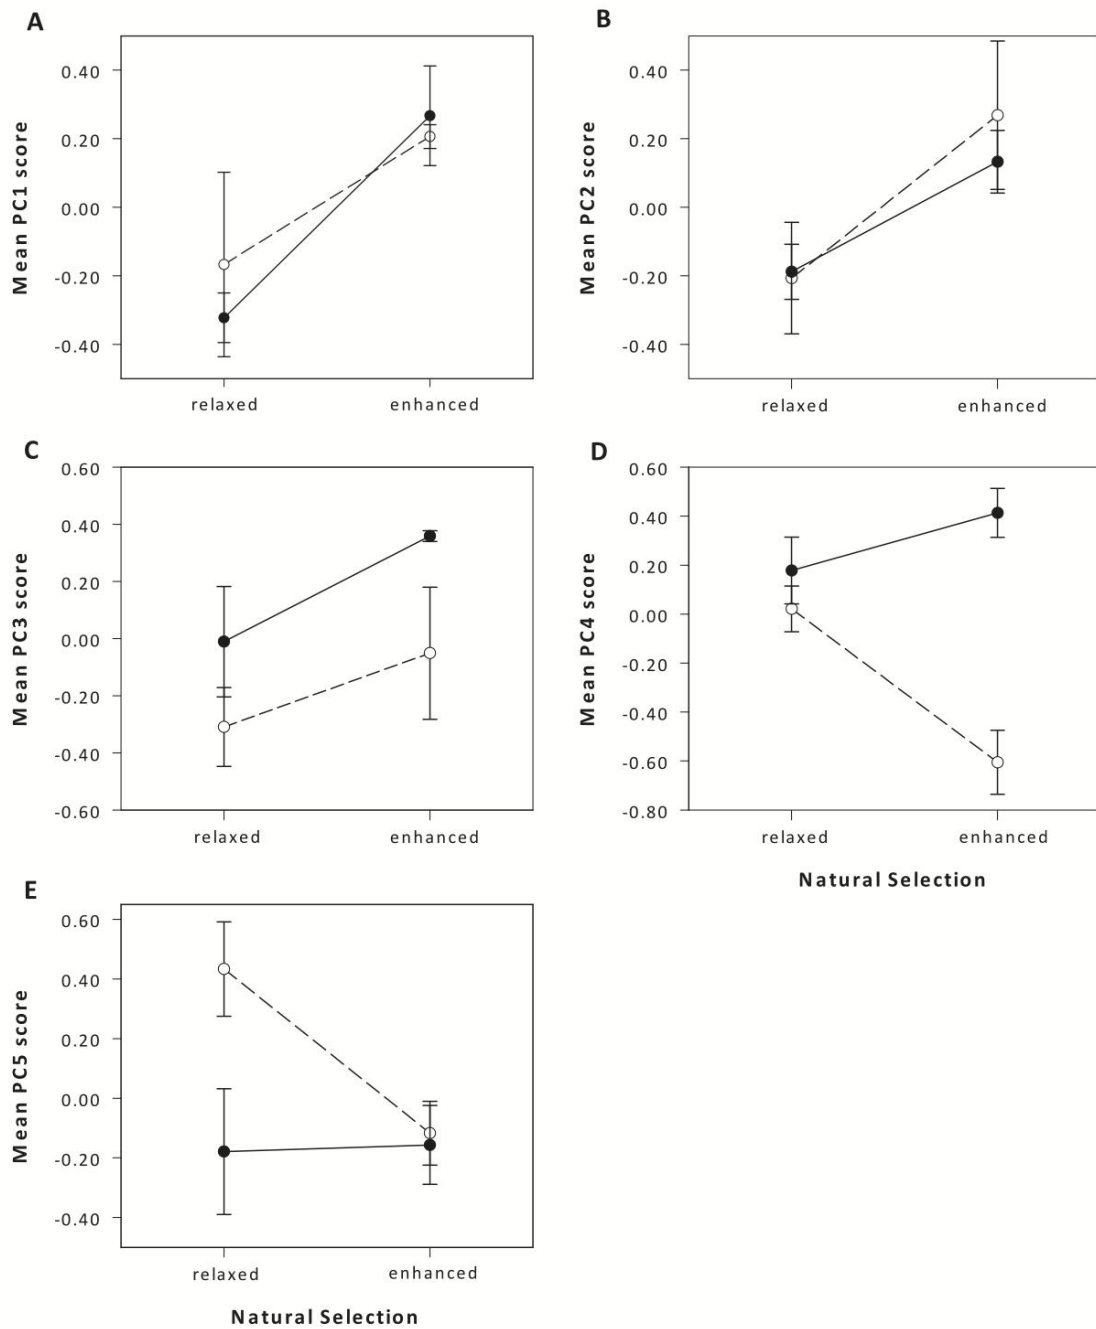 A
Mean PC1 score
0.40
0.20
0.00
-0.20
-0.40
relaxed enhanced
B
Mean PC2 score
0.40
0.20
0.00
-0.20
-0.40
relaxed enhanced
C
Mean PC3 score
0.60
0.40
0.20
0.00
-0.20
-0.40
-0.60
relaxed enhanced
D
Mean PC4 score
0.60
0.40
0.20
0.00
-0.20
-0.40
-0.60
-0.80
relaxed enhanced
Natural Selection
E
Mean PC5 score
0.60
0.40
0.20
0.00
-0.20
-0.40
relaxed enhanced
Natural Selection